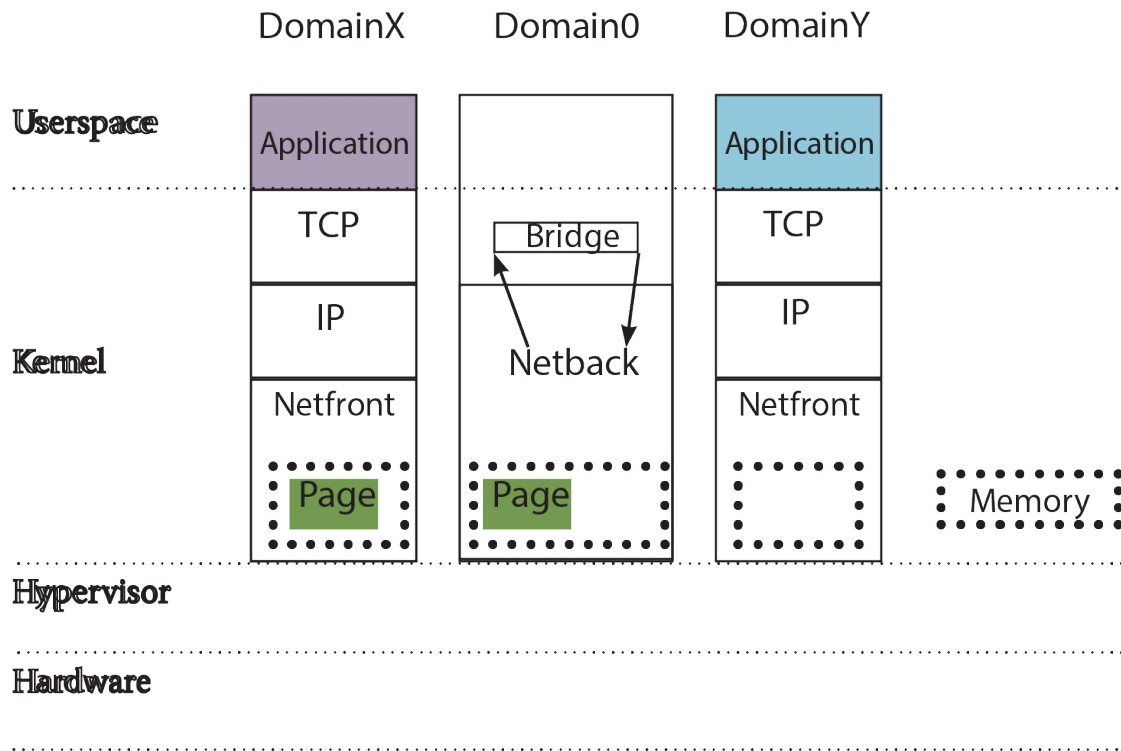 DomainX Domain0 DomainY
Userspace
Application Application
TCP Bridge TCP
IP IP
Kernel Netback
Netfront Netfront
Page Page Memory
Hypervisor
Hardware